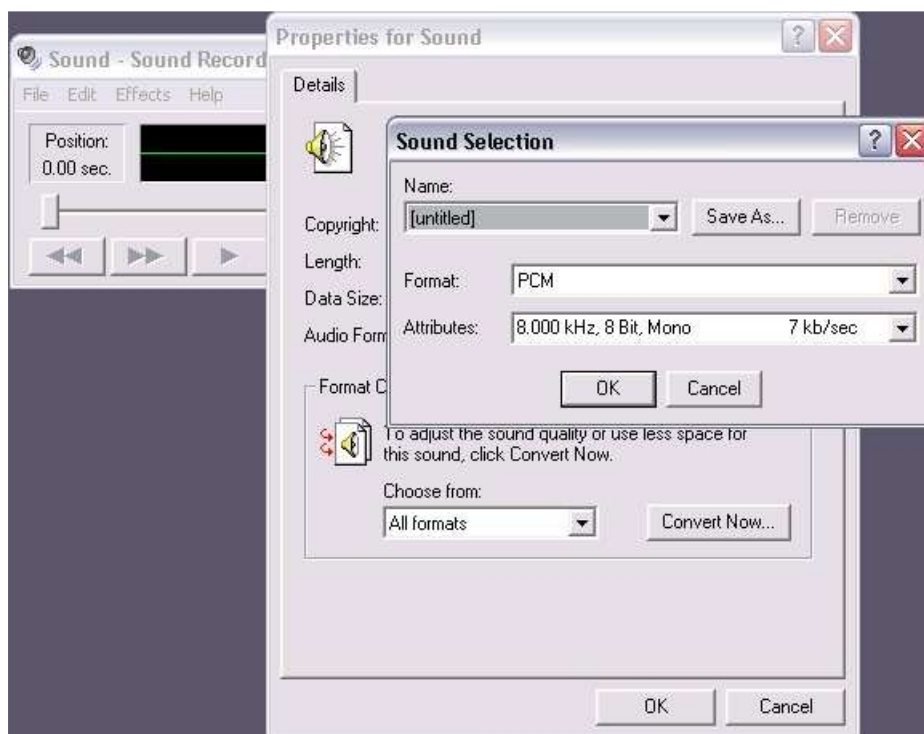 Sound - Sound Record
File Edit Effects Help
Position:
0.00 sec.
Properties for Sound
Details
Copyright:
Length:
Data Size:
Audio Form
Format C
To adjust the sound quality or use less space for
this sound, click Convert Now.
Choose from:
All formats
Convert Now...
OK Cancel
Sound Selection
Name:
[untitled]
Save As... Remove
Format: PCM
Attributes: 8.000 kHz, 8 Bit, Mono 7 kb/sec
OK Cancel